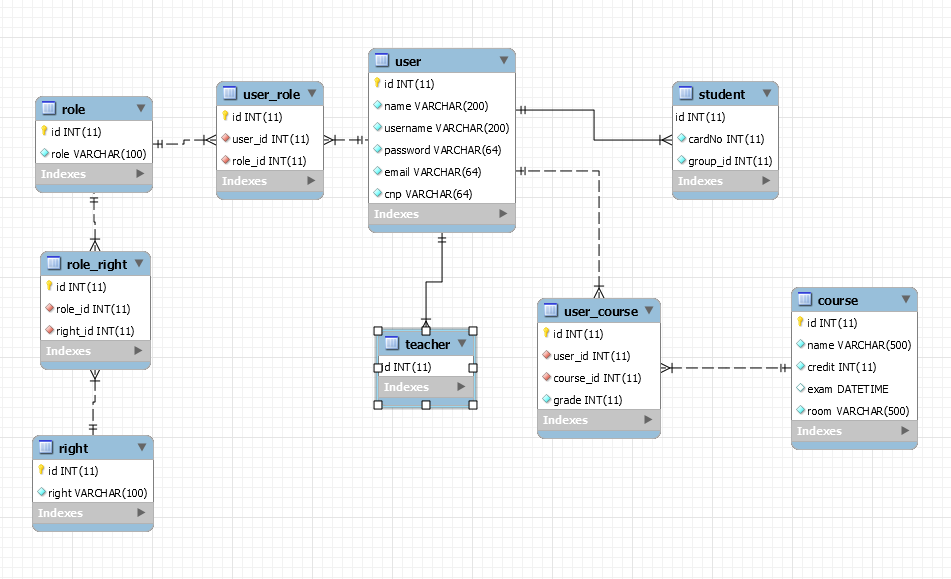 user
id INT(11)
name VARCHAR(200)
username VARCHAR(200)
password VARCHAR(64)
email VARCHAR(64)
cnp VARCHAR(64)
Indexes
role
id INT(11)
role VARCHAR(100)
Indexes
user_role
id INT(11)
user_id INT(11)
role_id INT(11)
Indexes
student
id INT(11)
cardNo INT(11)
group_id INT(11)
Indexes
role_right
id INT(11)
role_id INT(11)
right_id INT(11)
Indexes
teacher
id INT(11)
Indexes
user_course
id INT(11)
user_id INT(11)
course_id INT(11)
grade INT(11)
Indexes
course
id INT(11)
name VARCHAR(500)
credit INT(11)
exam DATETIME
room VARCHAR(500)
Indexes
right
id INT(11)
right VARCHAR(100)
Indexes